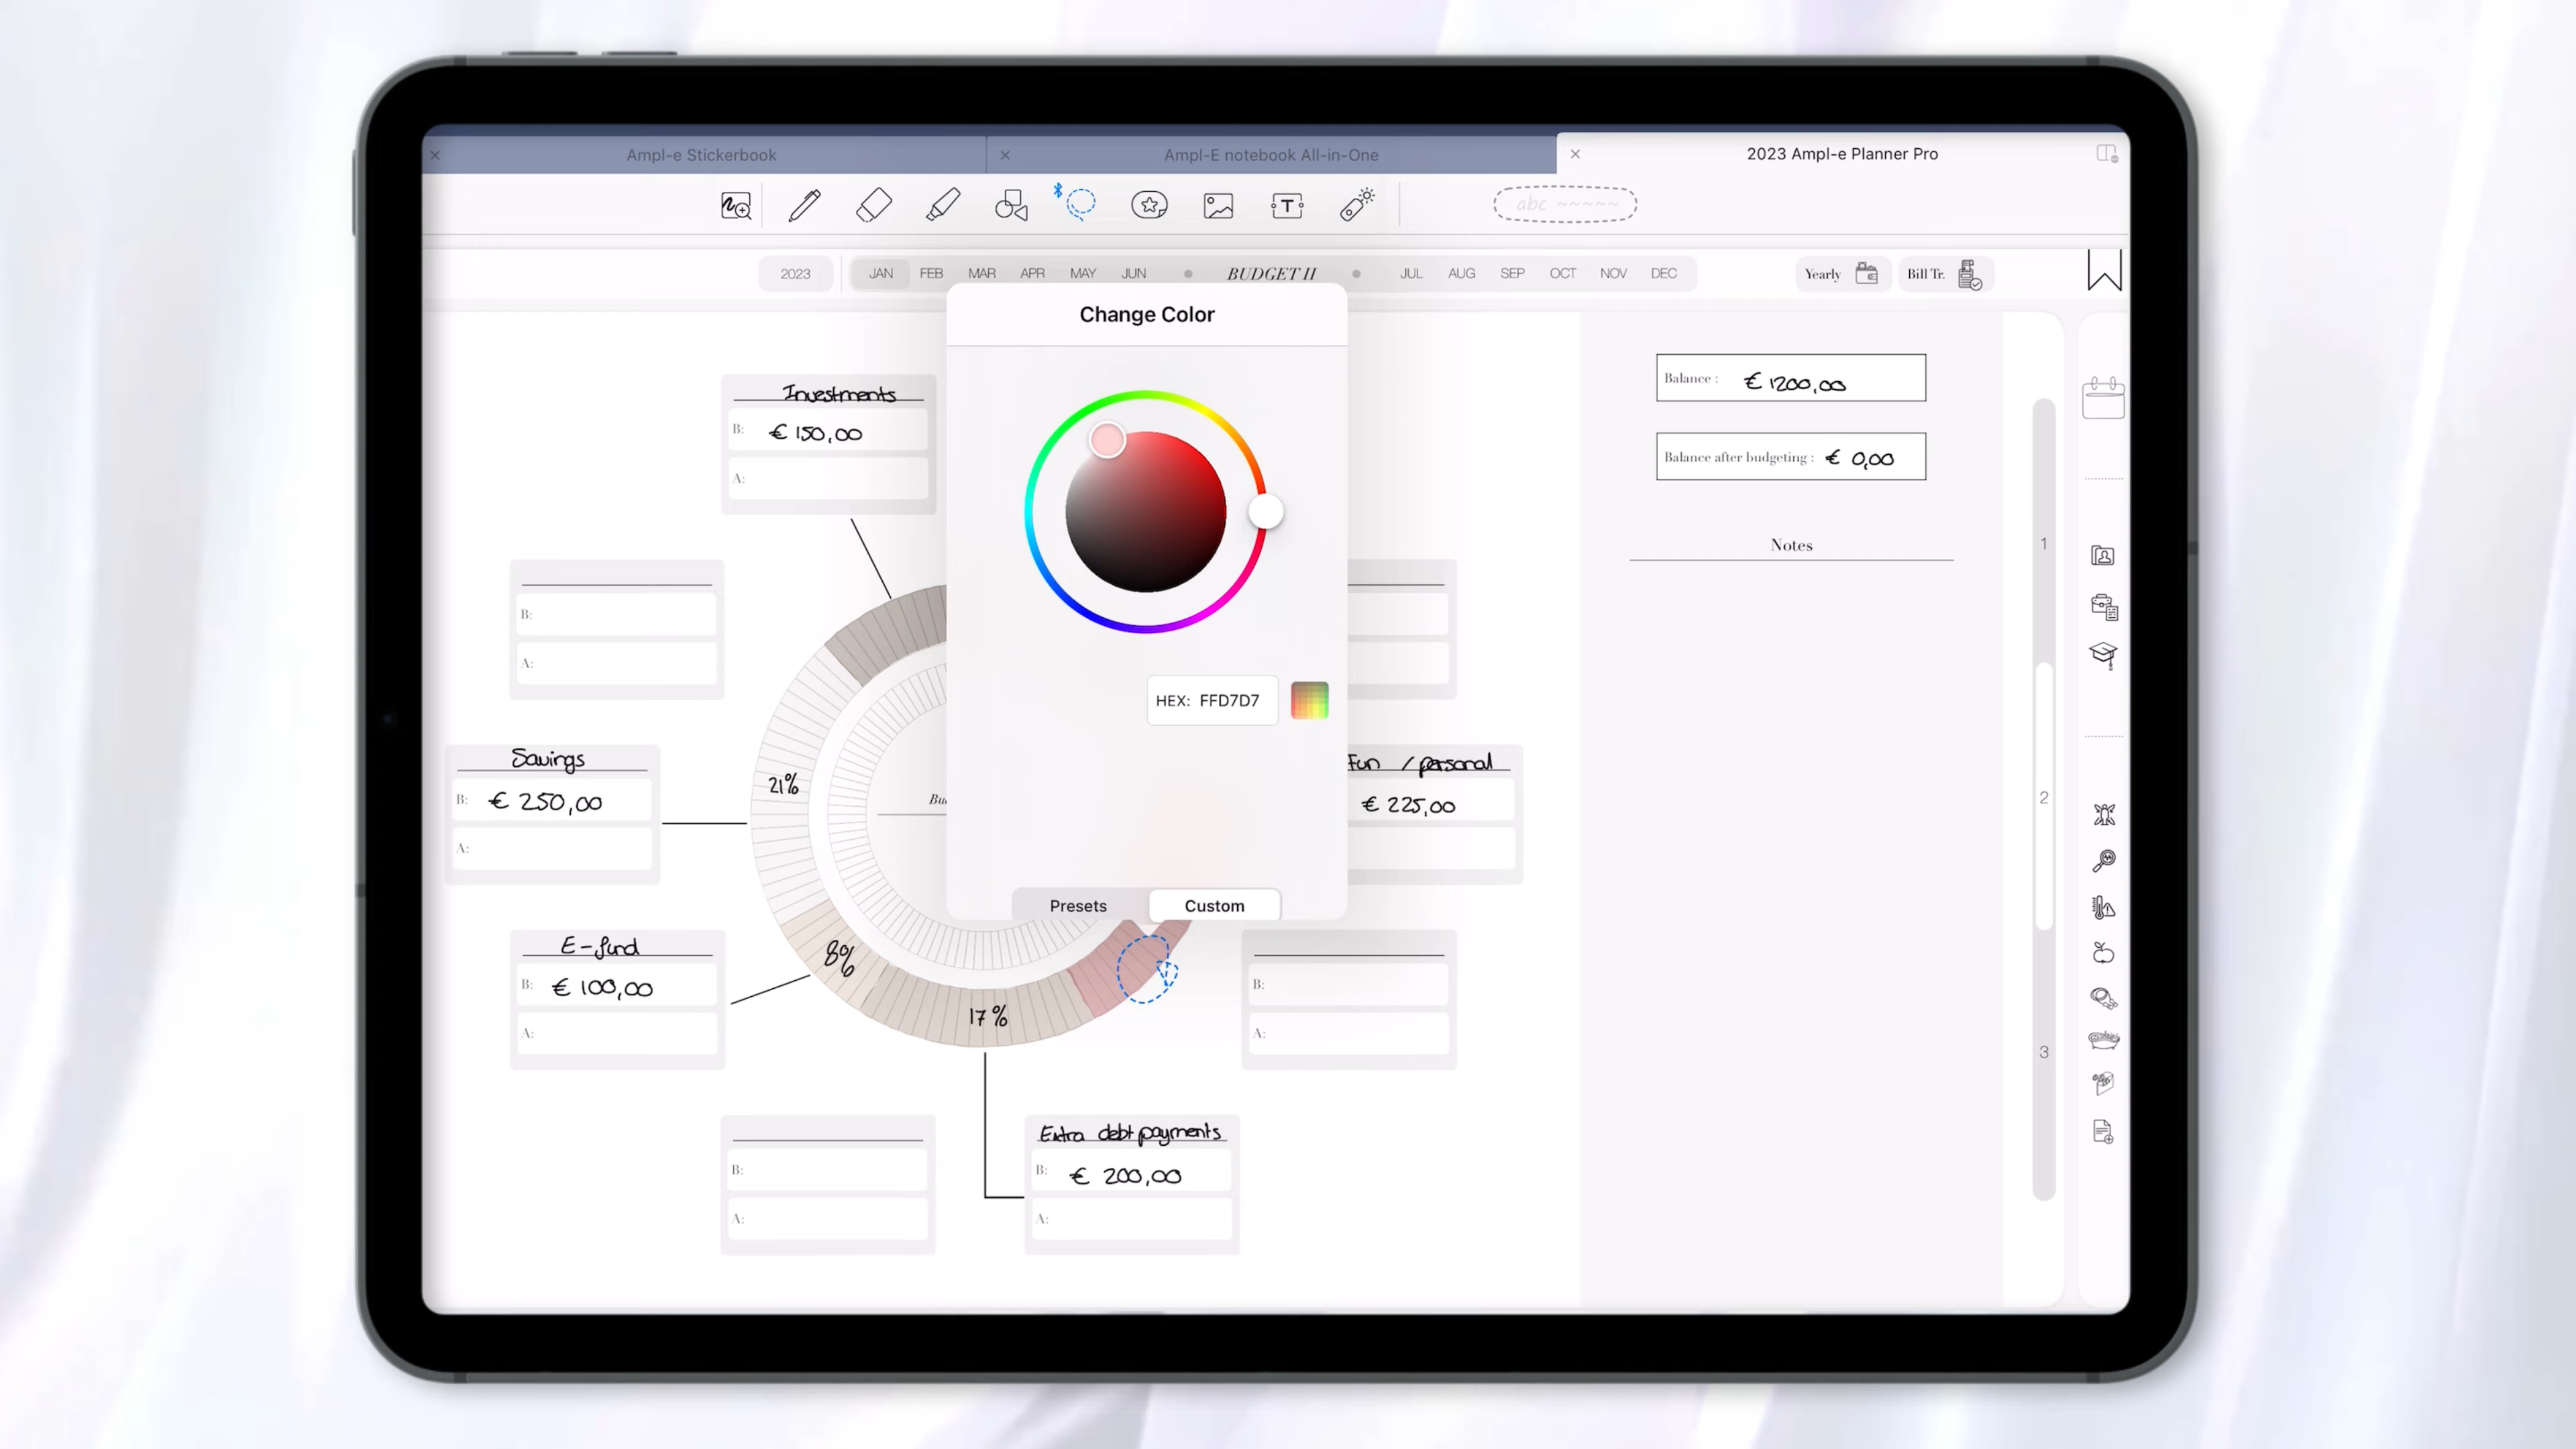 Ampl-e Stickerbook
Ampl-E notebook All-in-One
2023 Ampl-e Planner Pro
abc ~~~~~
2023
JAN FEB MAR APR MAY JUN BUDGET II JUL AUG SEP OCT NOV DEC
Yearly
Bill Tr.
Change Color
HEX: FFD7D7
Presets
Custom
Investments
B: € 150,00
A:
B:
A:
Savings
B: € 250,00
A:
E-fund
B: € 100,00
A:
B:
A:
Extra debt payments
B: € 200,00
A:
B:
A:
Fun / personal
€ 225,00
21%
8%
17%
Balance : € 1200,00
Balance after budgeting : € 0,00
Notes
1
2
3